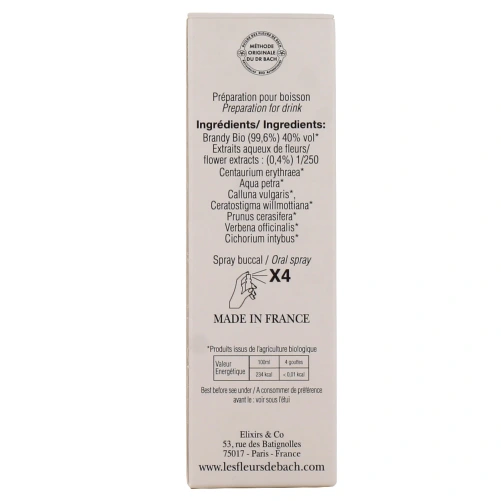 MÉTHODE
ORIGINALE
DU DR BACH
Préparation pour boisson
Preparation for drink
Ingrédients/ Ingredients:
Brandy Bio (99,6%) 40% vol*
Extraits aqueux de fleurs/
flower extracts : (0,4%) 1/250
Centaurium erythraea*
Aqua petra*
Calluna vulgaris*,
Ceratostigma willmottiana*
Prunus cerasifera*
Verbena officinalis*
Cichorium intybus*
Spray buccal / Oral spray
X4
MADE IN FRANCE
*Produits issus de l'agriculture biologique
Valeur
Energétique
100ml
4 gouttes
234 kcal
< 0,01 kcal
Best before see under / A consommer de préférence
avant le : voir sous l'étui
Elixirs & Co
53, rue des Batignolles
75017 - Paris - France
www.lesfleursdebach.com